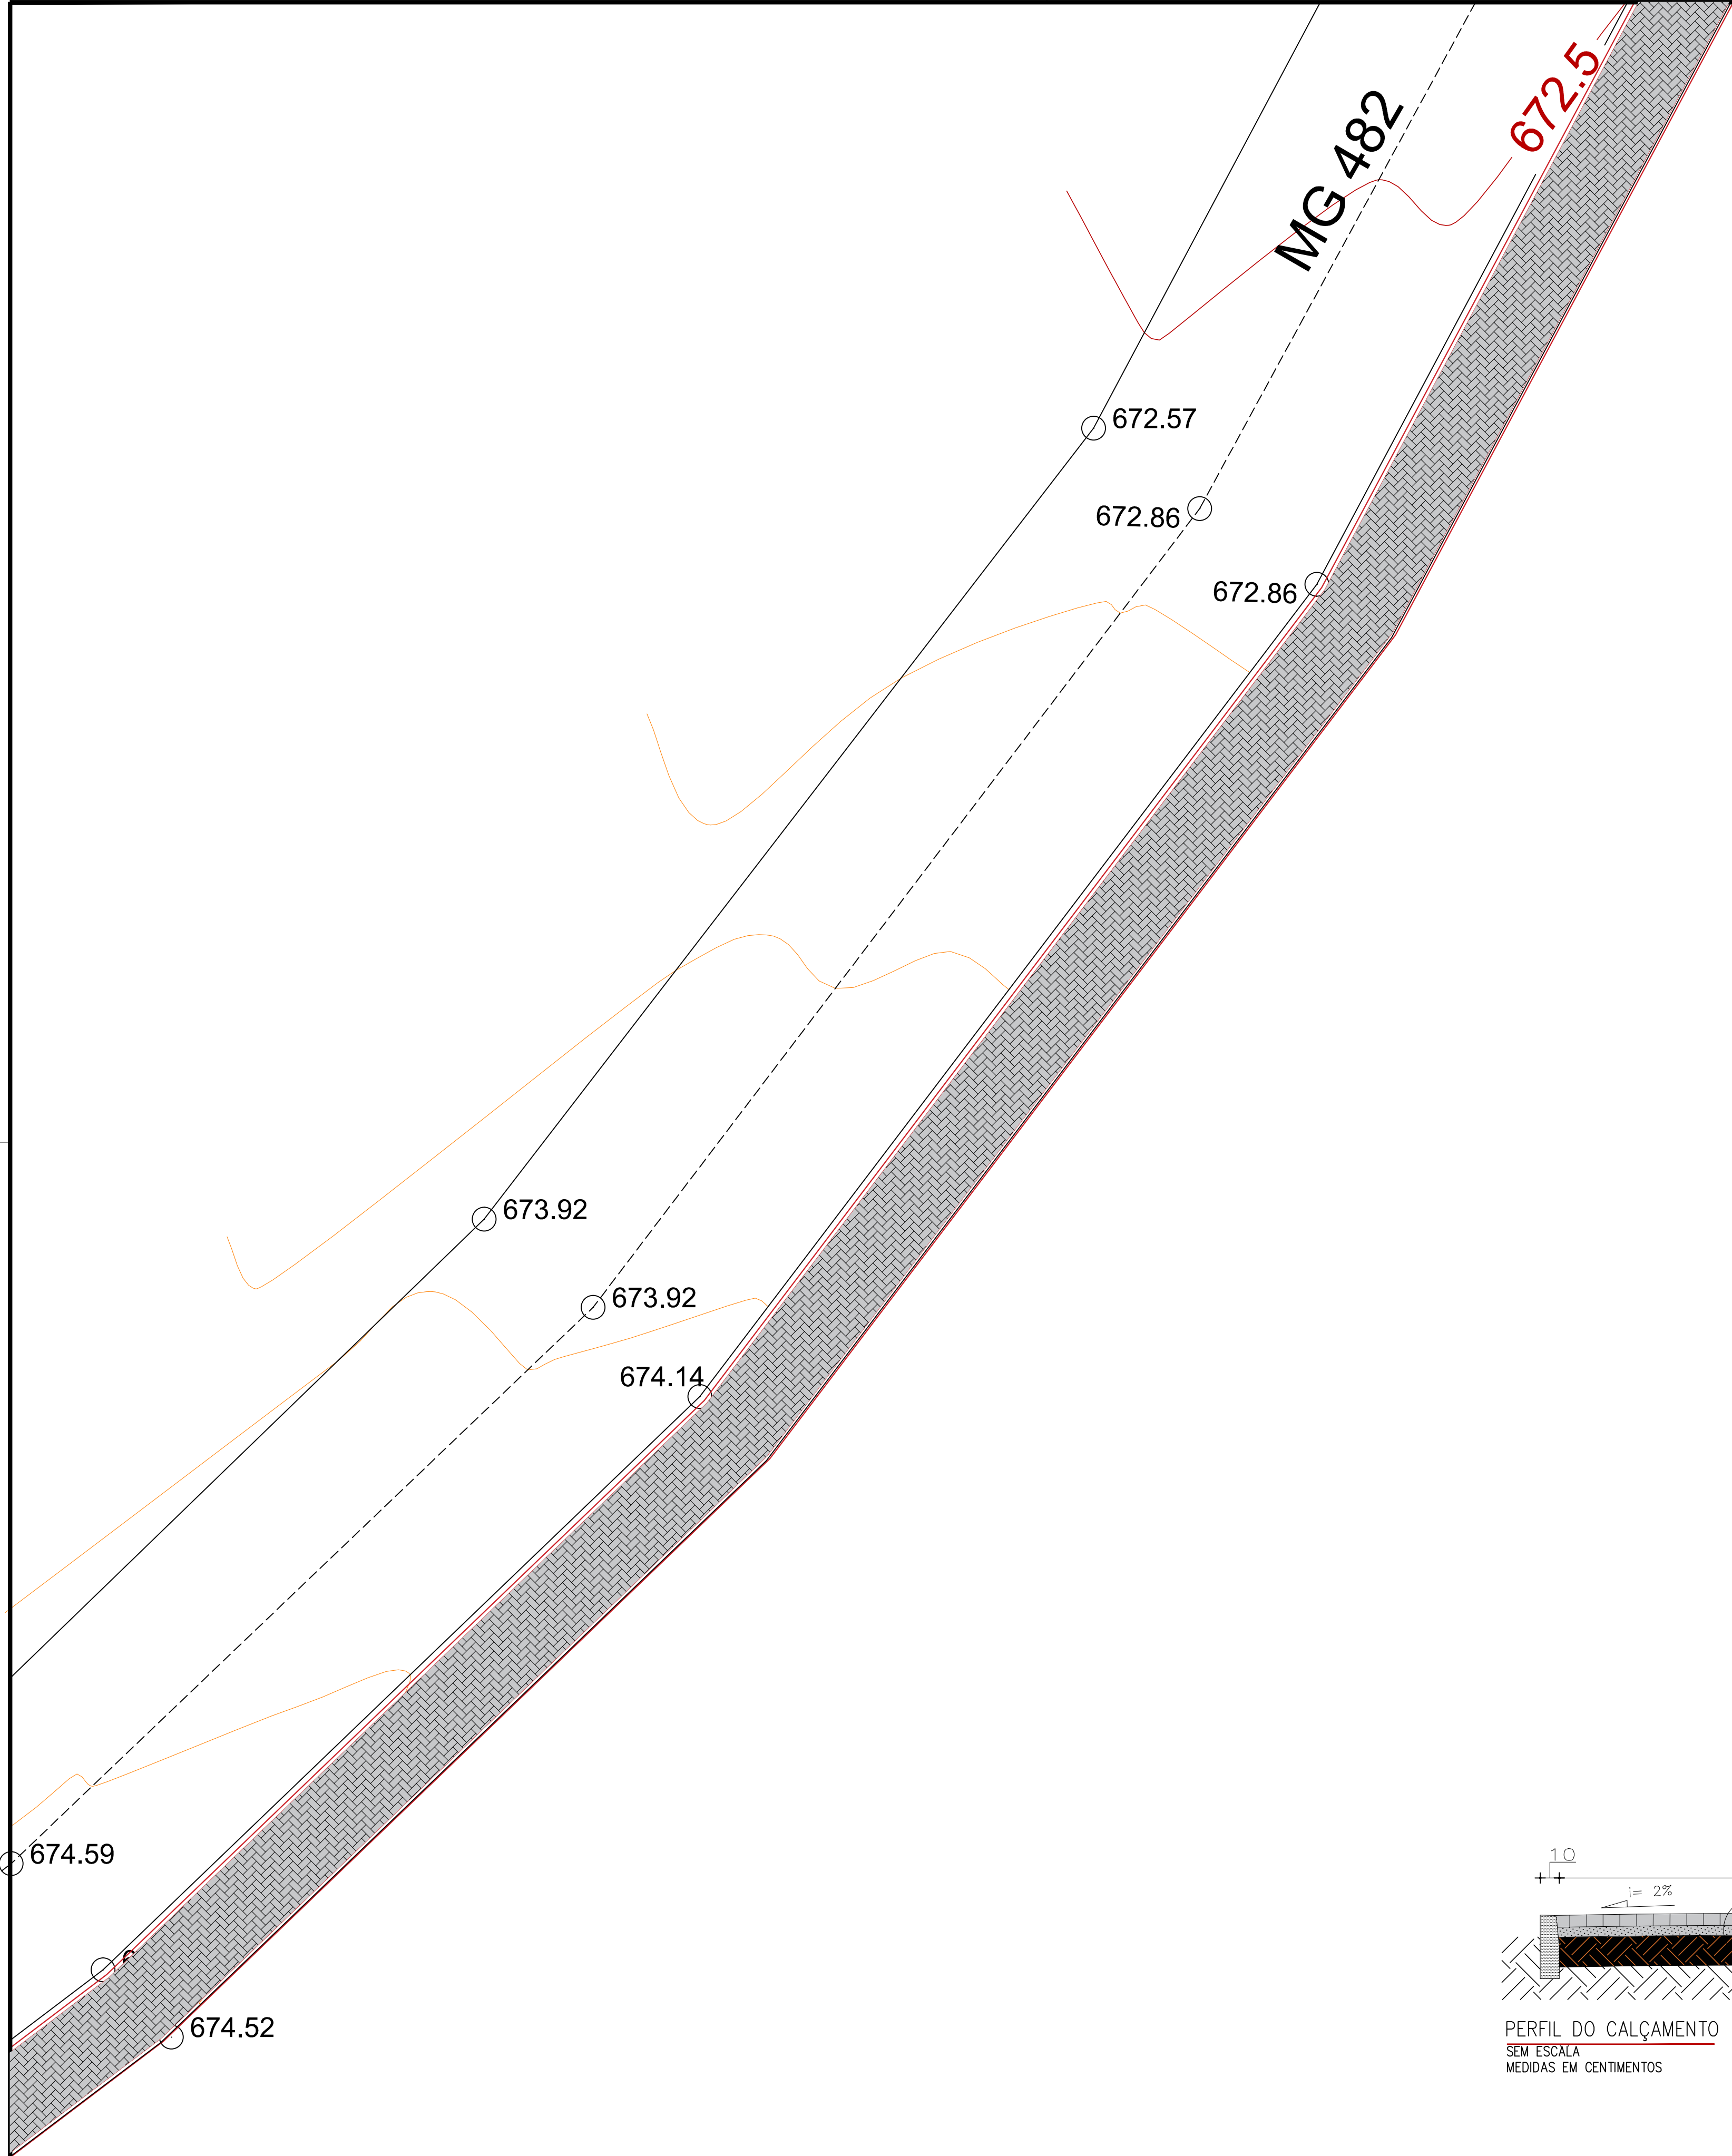 672.5
MG 482
672.57
672.86
672.86
673.92
673.92
674.14
674.59
674.52
10
i= 2%
PERFIL DO CALÇAMENTO
SEM ESCALA
MEDIDAS EM CENTIMENTOS